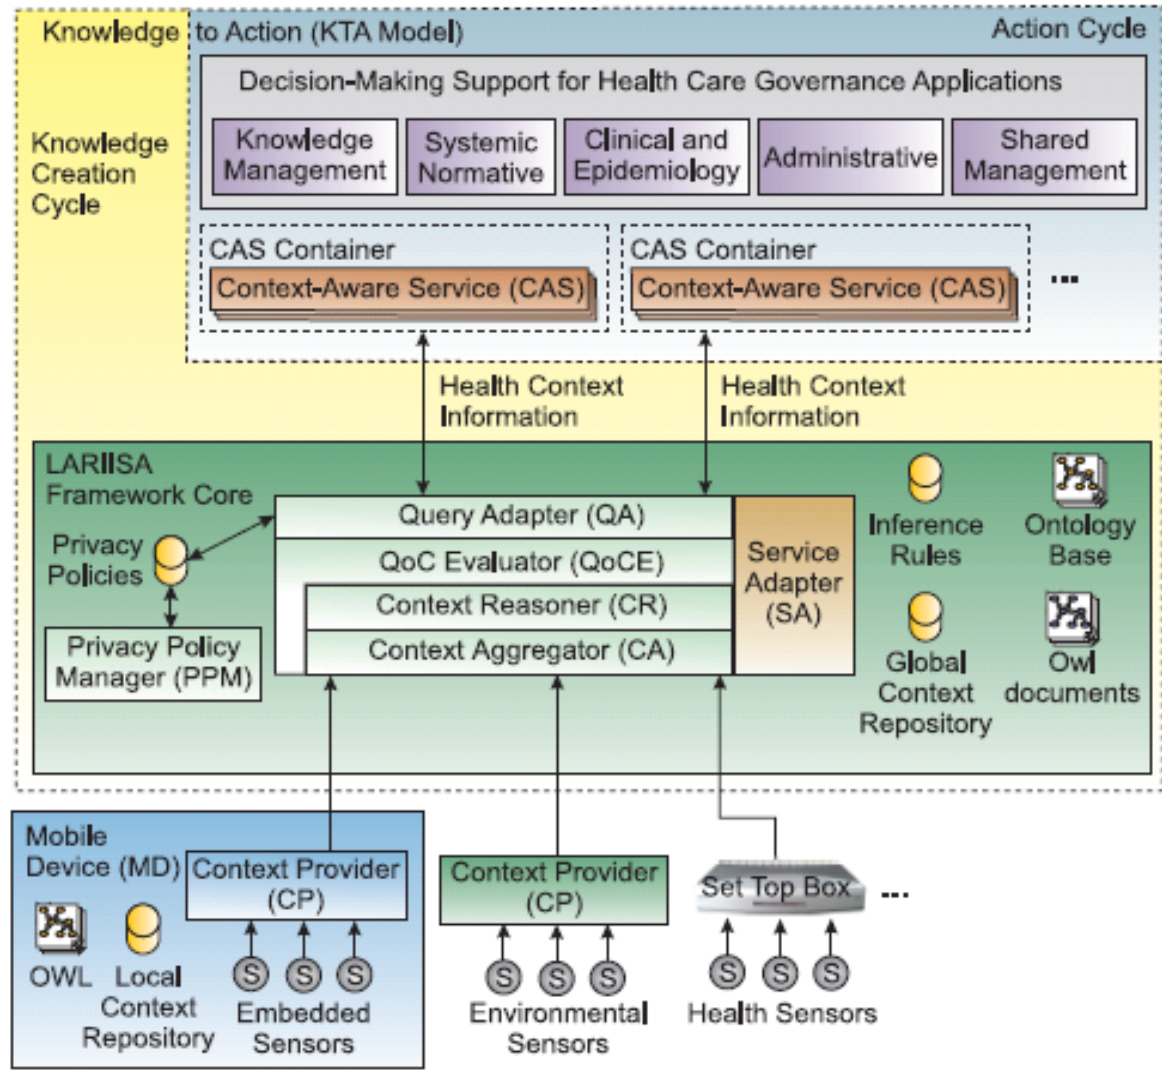 Knowledge to Action (KTA Model)
Action Cycle
Knowledge
Creation
Cycle
Decision-Making Support for Health Care Governance Applications
Knowledge
Management
Systemic
Normative
Clinical and
Epidemiology
Administrative
Shared
Management
CAS Container
Context-Aware Service (CAS)
CAS Container
Context-Aware Service (CAS)
...
Health Context
Information
Health Context
Information
LARIISA
Framework Core
Privacy
Policies
Privacy Policy
Manager (PPM)
Query Adapter (QA)
QoC Evaluator (QoCE)
Context Reasoner (CR)
Context Aggregator (CA)
Service
Adapter
(SA)
Inference
Rules
Ontology
Base
Global
Context
Repository
Owl
documents
Mobile
Device (MD)
Context Provider
(CP)
OWL
Local
Context
Repository
S S S
Embedded
Sensors
Context Provider
(CP)
S S S
Environmental
Sensors
Set Top Box
...
S S S
Health Sensors